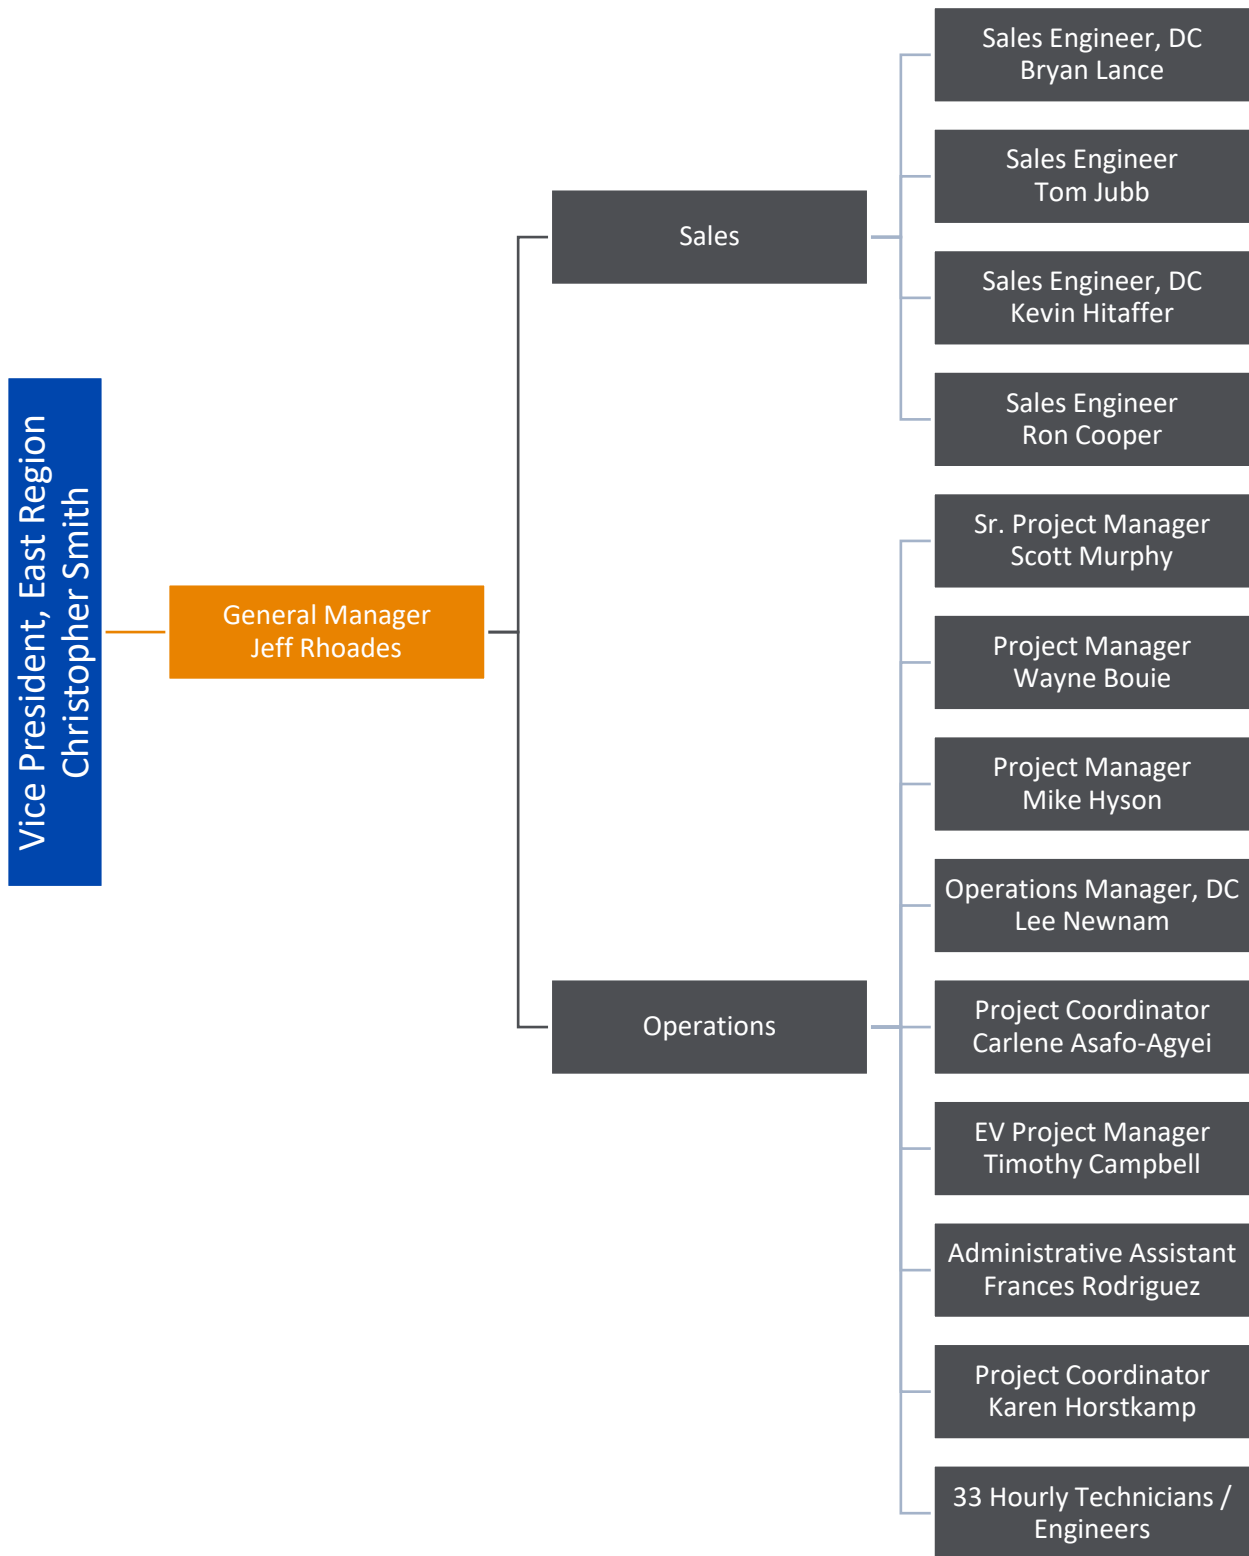 Vice President, East Region
Christopher Smith
General Manager
Jeff Rhoades
Sales
Sales Engineer, DC
Bryan Lance
Sales Engineer
Tom Jubb
Sales Engineer, DC
Kevin Hitaffer
Sales Engineer
Ron Cooper
Operations
Sr. Project Manager
Scott Murphy
Project Manager
Wayne Bouie
Project Manager
Mike Hyson
Operations Manager, DC
Lee Newnam
Project Coordinator
Carlene Asafo-Agyei
EV Project Manager
Timothy Campbell
Administrative Assistant
Frances Rodriguez
Project Coordinator
Karen Horstkamp
33 Hourly Technicians /
Engineers